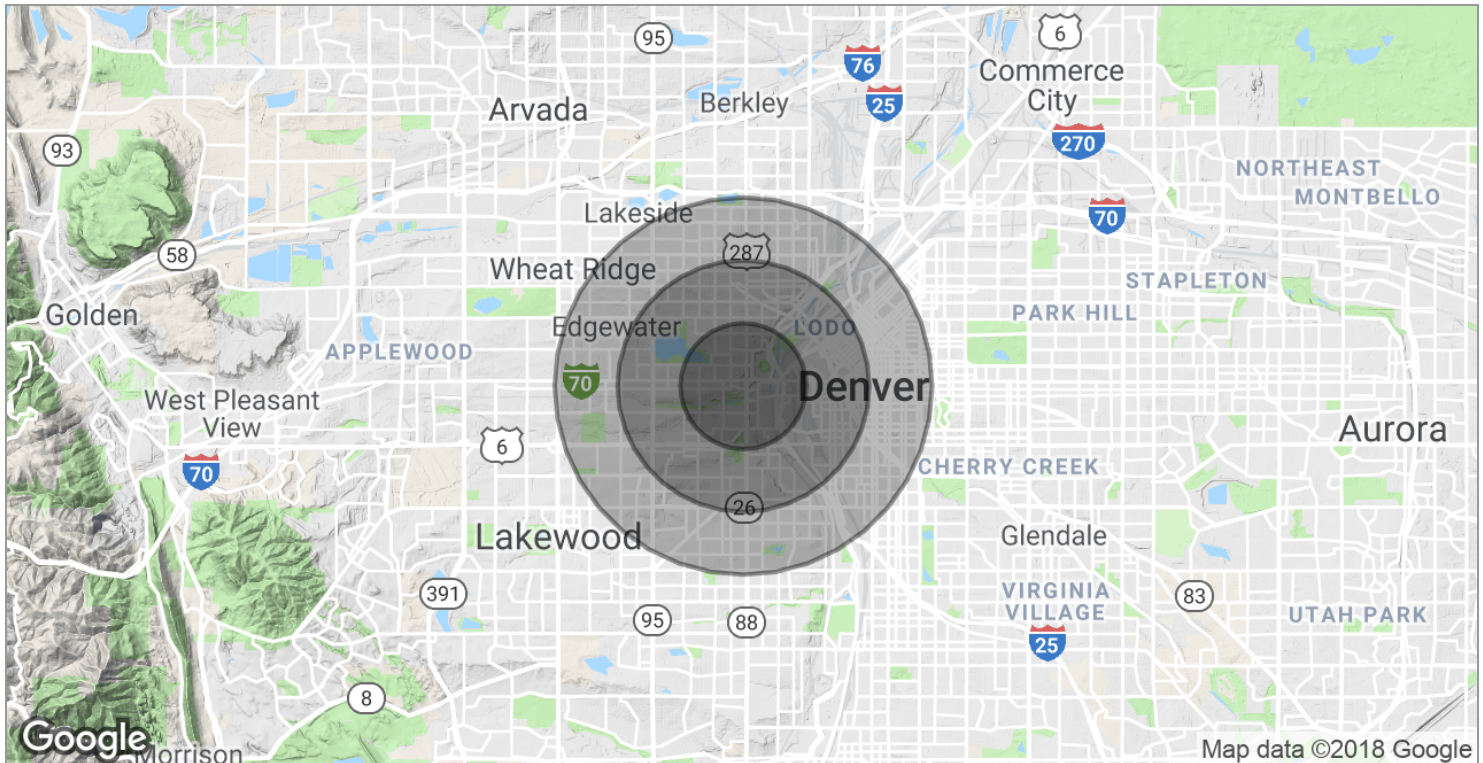 95
6
76
Commerce
City
Arvada
Berkley
25
270
93
NORTHEAST
MONTBELLO
Lakeside
70
58
287
Wheat Ridge
STAPLETON
Golden
PARK HILL
Edgewater
LODO
APPLEWOOD
70
Denver
West Pleasant
View
Aurora
6
CHERRY CREEK
70
26
Lakewood
Glendale
391
VIRGINIA
VILLAGE
83
95
88
UTAH PARK
25
8
Google
Morrison
Map data ©2018 Google